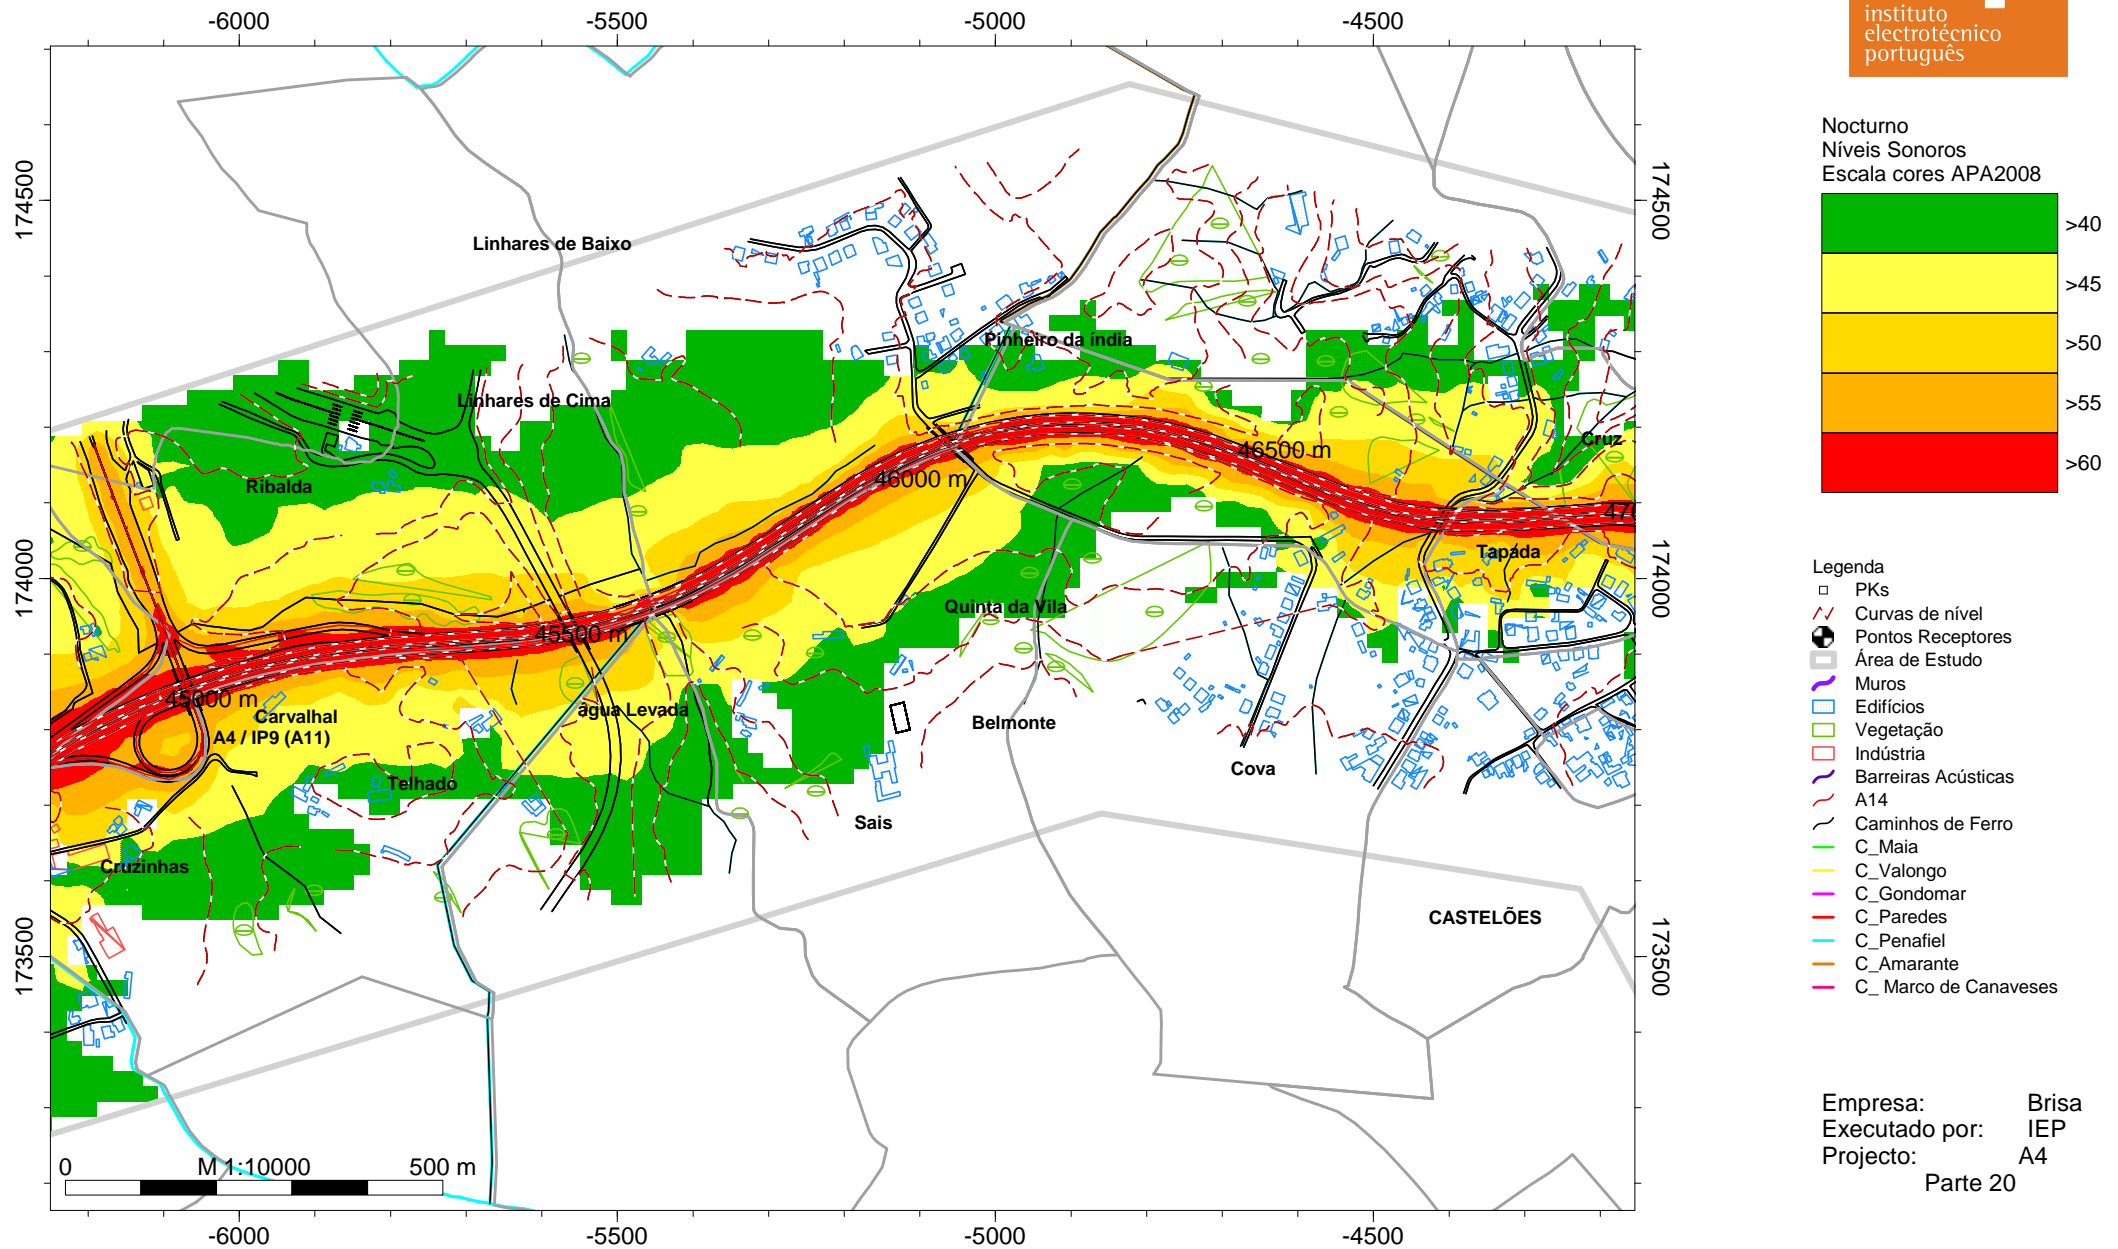 -6000
-5500
-5000
-4500
instituto
electrotécnico
português
Nocturno
Níveis Sonoros
Escala cores APA2008
>40
>45
>50
>55
>60
174500
174000
173500
174500
174000
173500
Linhares de Baixo
Pinheiro da índia
Linhares de Cima
Cruz
46500 m
46000 m
Ribalda
470
Tapada
Quinta da Vila
45500 m
45000 m
Carvalhal
água Levada
A4 / IP9 (A11)
Belmonte
Cova
Telhado
Sais
Cruzinhas
CASTELÕES
Legenda
PKs
Curvas de nível
Pontos Receptores
Área de Estudo
Muros
Edifícios
Vegetação
Indústria
Barreiras Acústicas
A14
Caminhos de Ferro
C_Maia
C_Valongo
C_Gondomar
C_Paredes
C_Penafiel
C_Amarante
C_ Marco de Canaveses
0 M 1:10000 500 m
Empresa: Brisa
Executado por: IEP
Projecto: A4
Parte 20
-6000
-5500
-5000
-4500